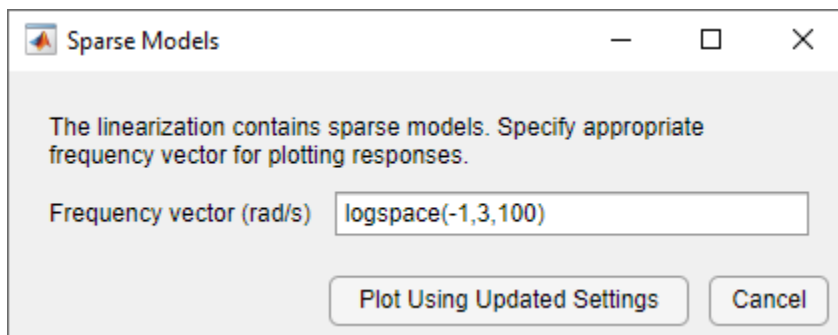 Sparse Models
The linearization contains sparse models. Specify appropriate
frequency vector for plotting responses.
Frequency vector (rad/s) logspace(-1,3,100)
Plot Using Updated Settings Cancel